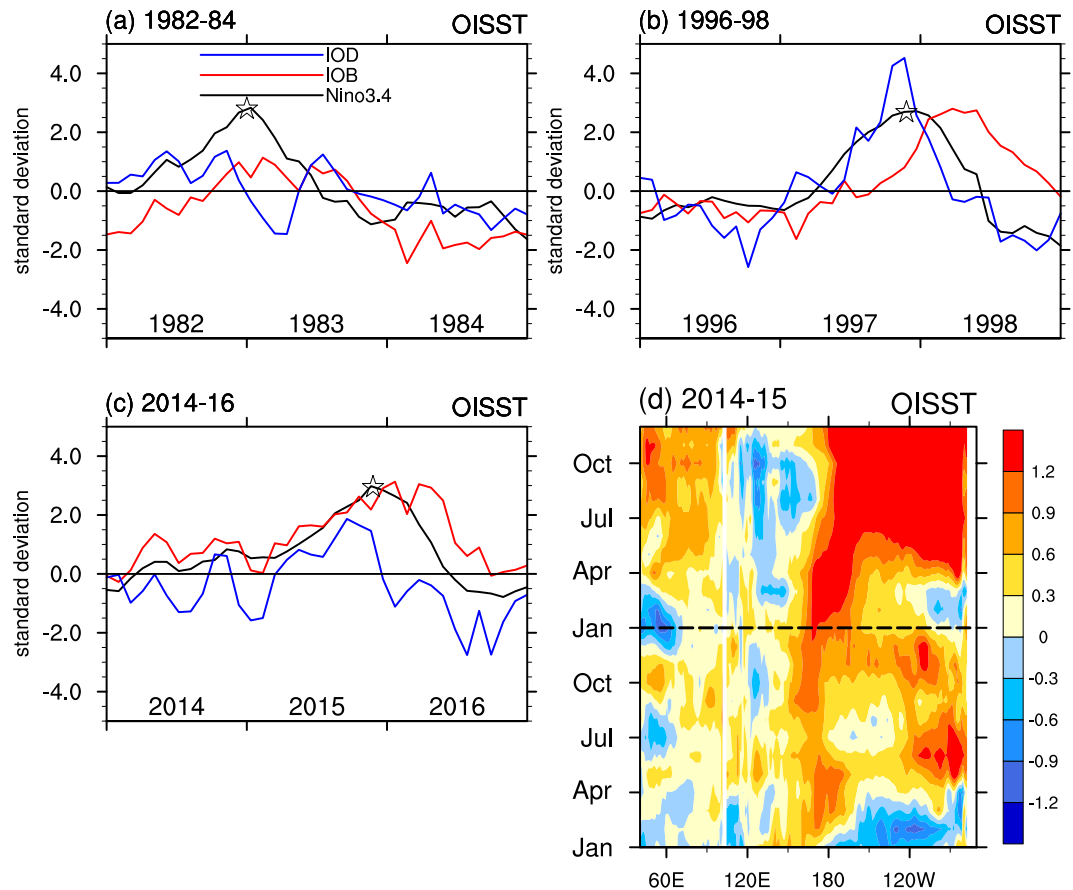 (a) 1982-84 OISST
IOD
IOB
Nino3.4
standard deviation
4.0
2.0
0.0
-2.0
-4.0
1982 1983 1984
(b) 1996-98 OISST
standard deviation
4.0
2.0
0.0
-2.0
-4.0
1996 1997 1998
(c) 2014-16 OISST
standard deviation
4.0
2.0
0.0
-2.0
-4.0
2014 2015 2016
(d) 2014-15 OISST
Oct
Jul
Apr
Jan
Oct
Jul
Apr
Jan
60E 120E 180 120W
1.2
0.9
0.6
0.3
0
-0.3
-0.6
-0.9
-1.2